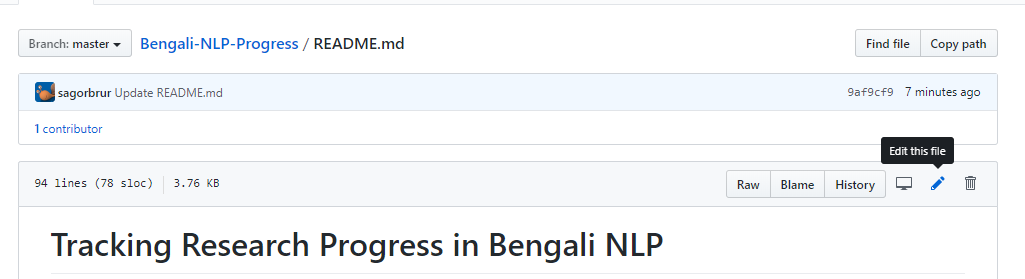 Branch: master
Bengali-NLP-Progress / README.md
Find file
Copy path
sagorbrur Update README.md
9af9cf9 7 minutes ago
1 contributor
Edit this file
94 lines (78 sloc) 3.76 KB
Raw
Blame
History
Tracking Research Progress in Bengali NLP